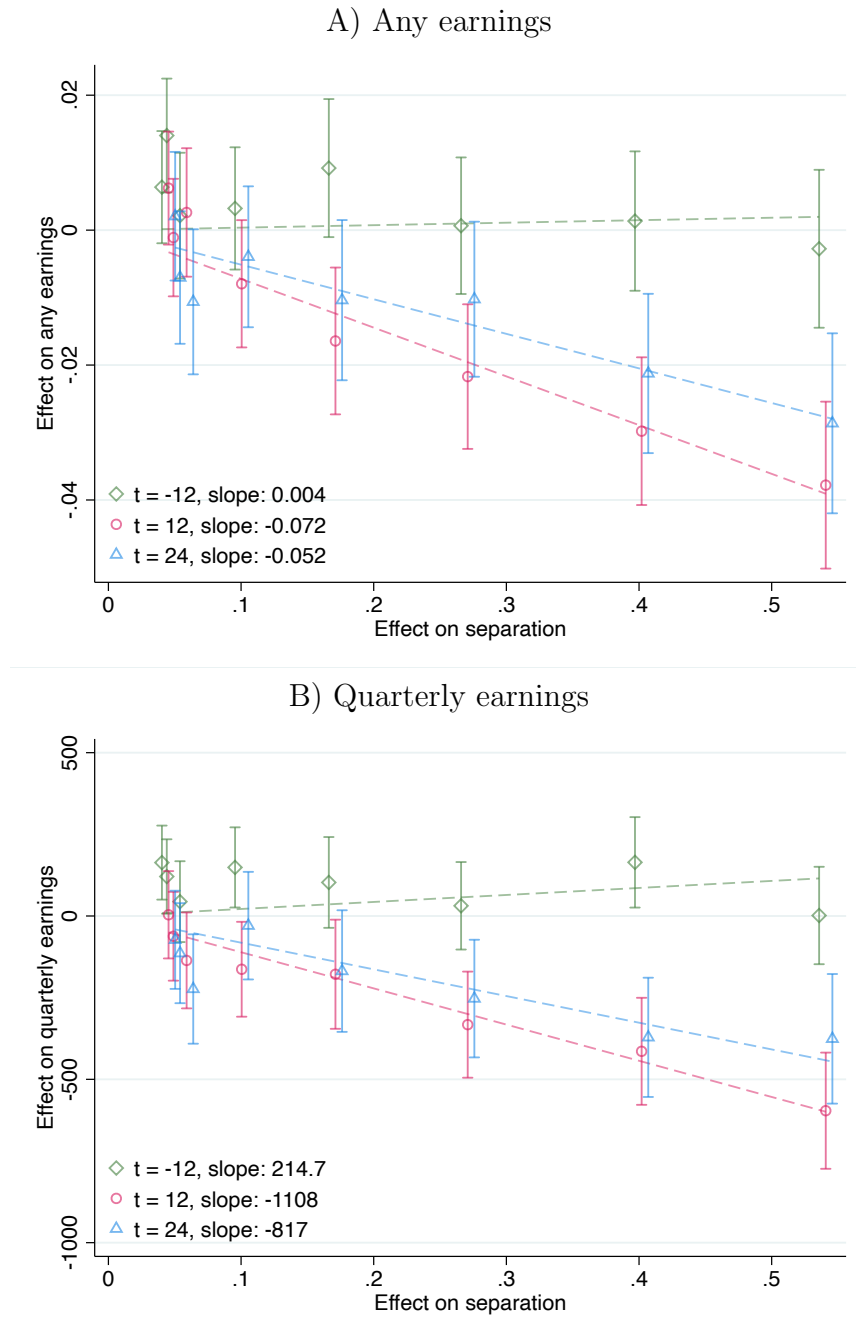 A) Any earnings
.02
0
-.02
-.04
Effect on any earnings
t = -12, slope: 0.004
t = 12, slope: -0.072
t = 24, slope: -0.052
0 .1 .2 .3 .4 .5
Effect on separation
B) Quarterly earnings
500
0
-500
-1000
Effect on quarterly earnings
t = -12, slope: 214.7
t = 12, slope: -1108
t = 24, slope: -817
0 .1 .2 .3 .4 .5
Effect on separation